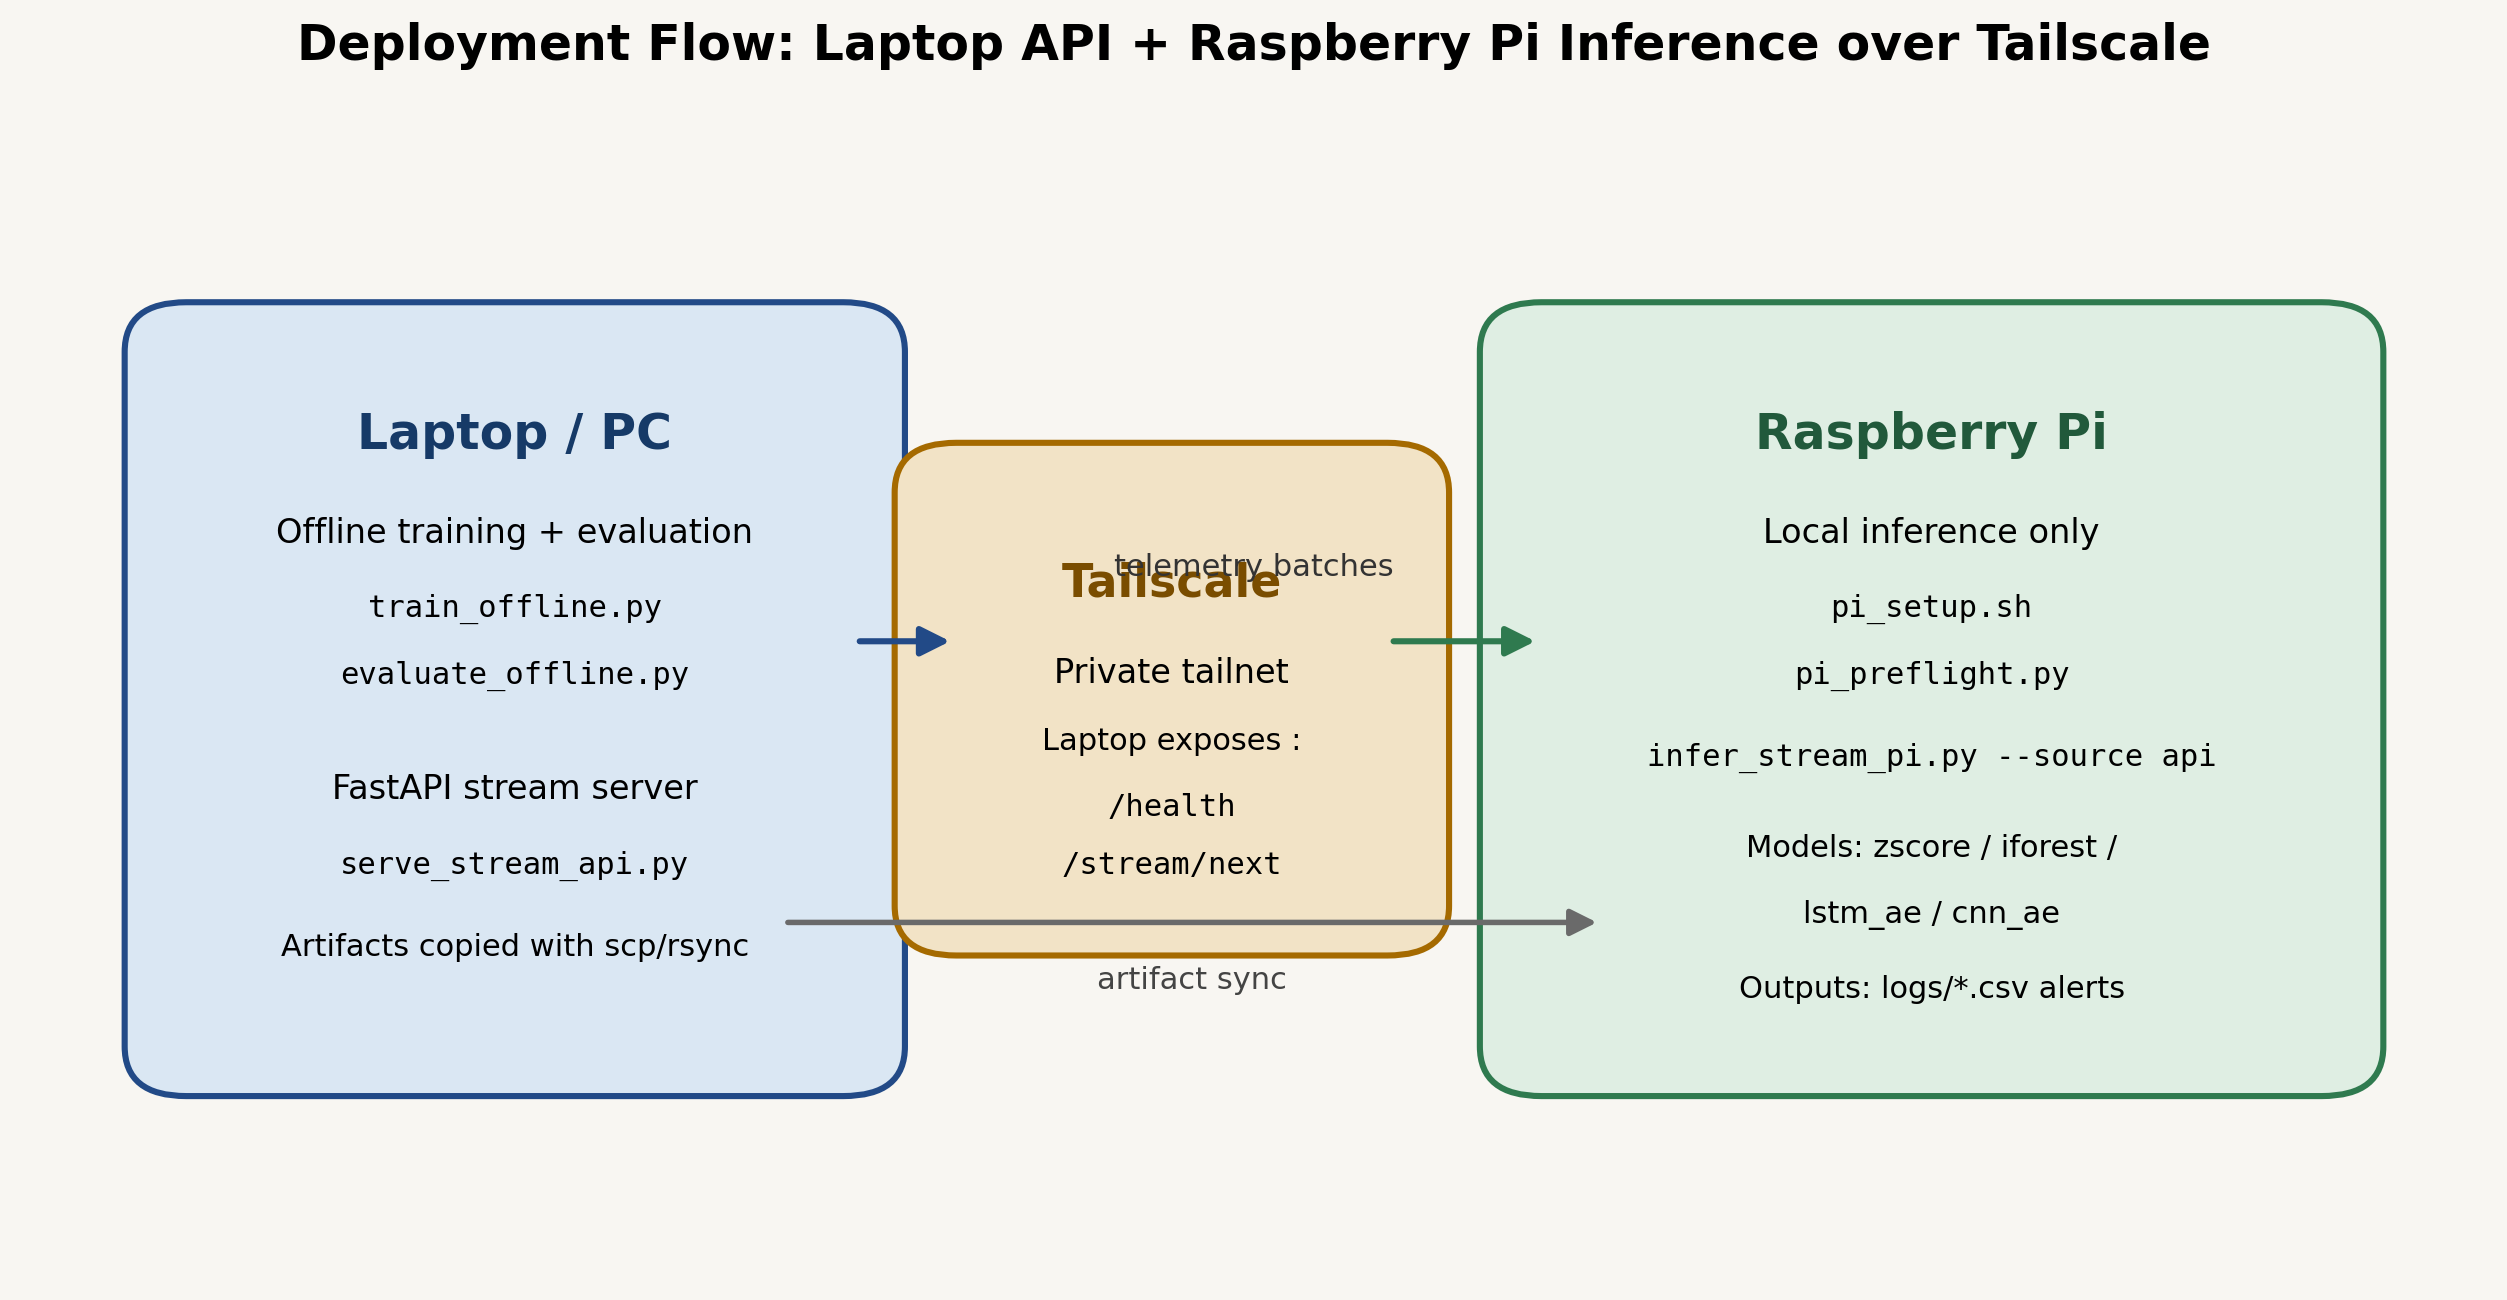 Deployment Flow: Laptop API + Raspberry Pi Inference over Tailscale
Laptop / PC
Offline training + evaluation
train_offline.py
evaluate_offline.py
FastAPI stream server
serve_stream_api.py
Artifacts copied with scp/rsync
telemetry batches
Tailscale
Private tailnet
Laptop exposes :
/health
/stream/next
artifact sync
Raspberry Pi
Local inference only
pi_setup.sh
pi_preflight.py
infer_stream_pi.py --source api
Models: zscore / iforest /
lstm_ae / cnn_ae
Outputs: logs/*.csv alerts